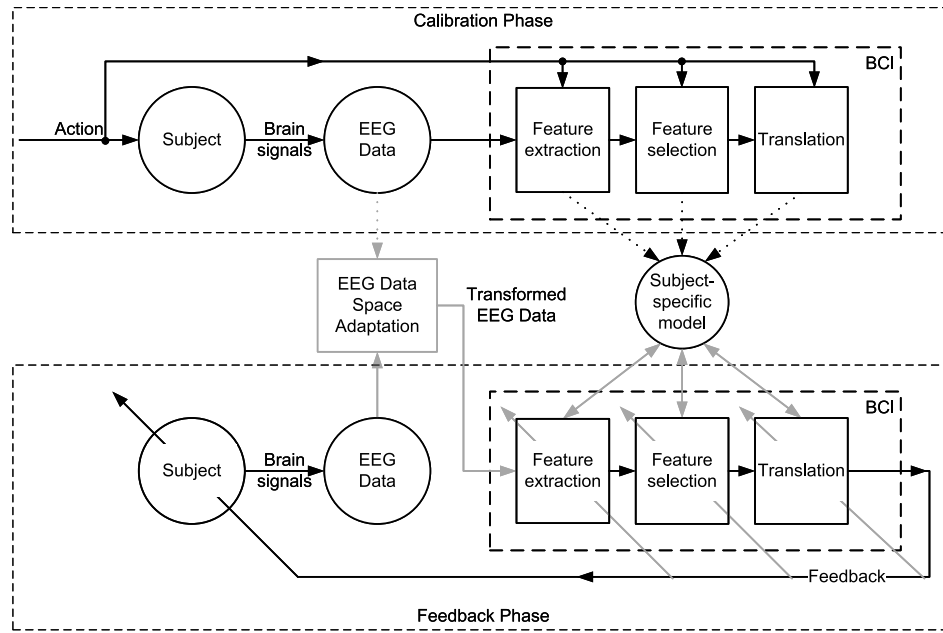 Calibration Phase
BCI
Action
Subject
Brain
signals
EEG
Data
Feature
extraction
Feature
selection
Translation
EEG Data
Space
Adaptation
Transformed
EEG Data
Subject-
specific
model
BCI
Subject
Brain
signals
EEG
Data
Feature
extraction
Feature
selection
Translation
Feedback
Feedback Phase